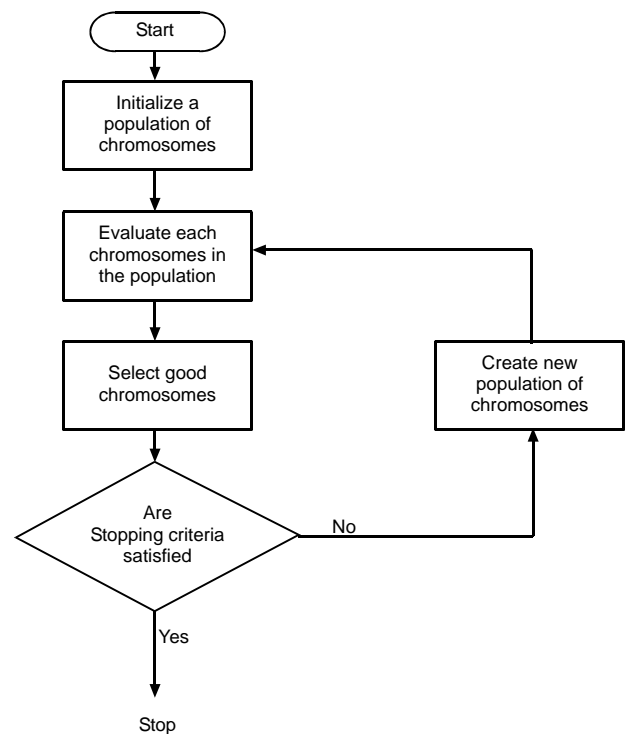 Start
Initialize a
population of
chromosomes
Evaluate each
chromosomes in
the population
Select good
chromosomes
Create new
population of
chromosomes
Are
Stopping criteria
satisfied
No
Yes
Stop